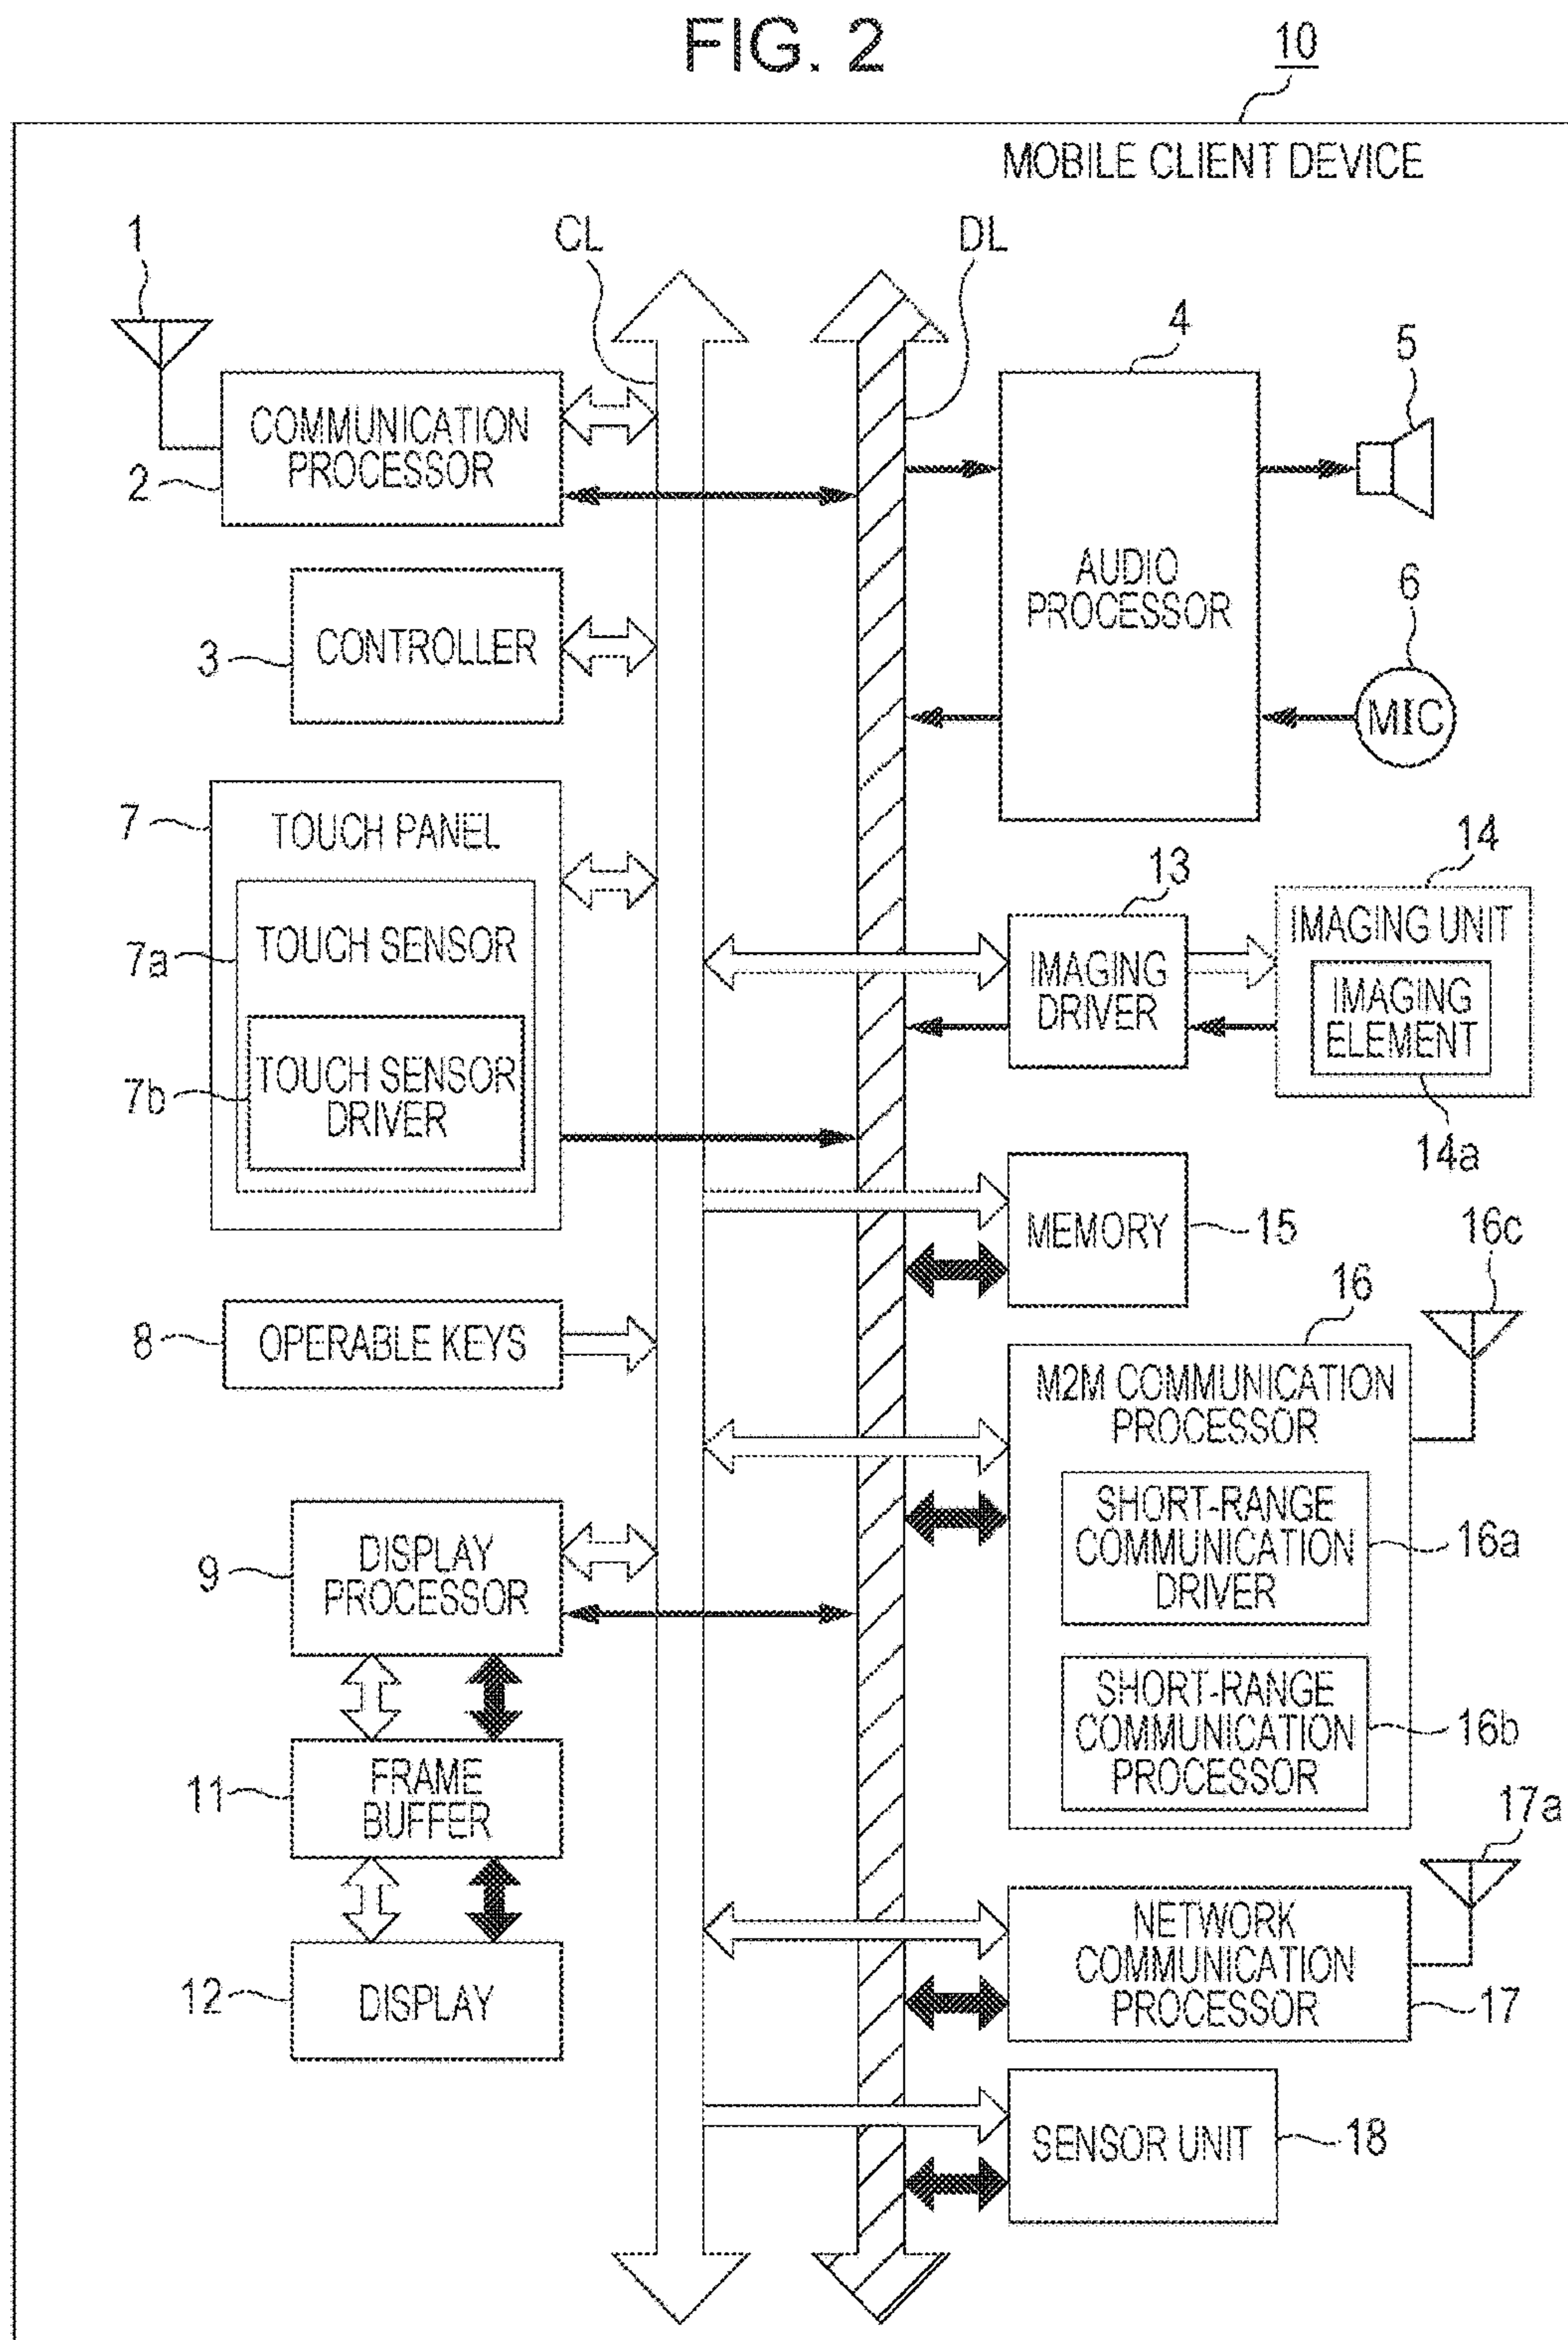 FIG. 2
10
MOBILE CLIENT DEVICE
1
CL
DL
COMMUNICATION
PROCESSOR
2
4
AUDIO
PROCESSOR
5
6
MIC
3
CONTROLLER
7
TOUCH PANEL
7a
TOUCH SENSOR
7b
TOUCH SENSOR
DRIVER
13
IMAGING
DRIVER
14
IMAGING UNIT
IMAGING
ELEMENT
14a
MEMORY
15
8
OPERABLE KEYS
16
16c
M2M COMMUNICATION
PROCESSOR
SHORT-RANGE
COMMUNICATION
DRIVER
16a
SHORT-RANGE
COMMUNICATION
PROCESSOR
16b
9
DISPLAY
PROCESSOR
11
FRAME
BUFFER
12
DISPLAY
17a
NETWORK
COMMUNICATION
PROCESSOR
17
SENSOR UNIT
18